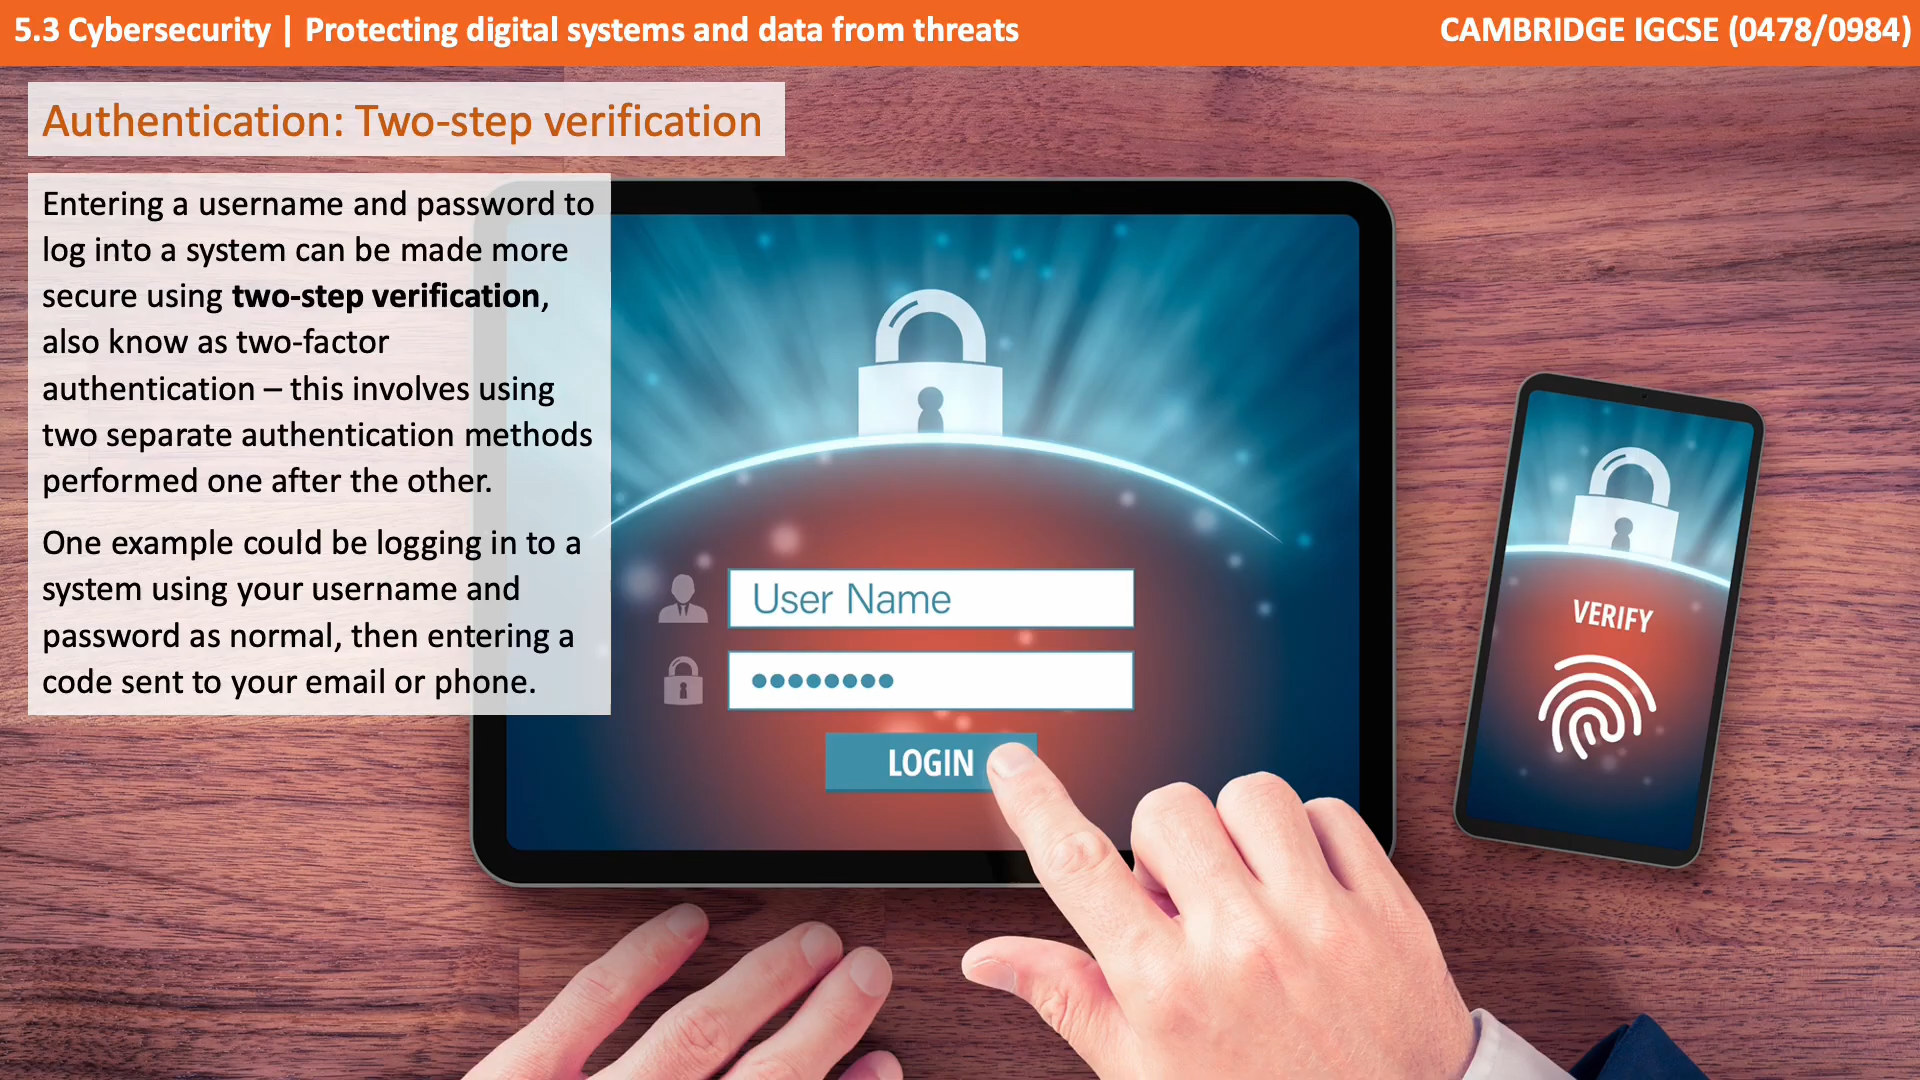 5.3 Cybersecurity | Protecting digital systems and data from threats
CAMBRIDGE IGCSE (0478/0984)
Authentication: Two-step verification
Entering a username and password to
log into a system can be made more
secure using two-step verification,
also know as two-factor
authentication – this involves using
two separate authentication methods
performed one after the other.
One example could be logging in to a
system using your username and
password as normal, then entering a
code sent to your email or phone.
User Name
••••••••
LOGIN
VERIFY